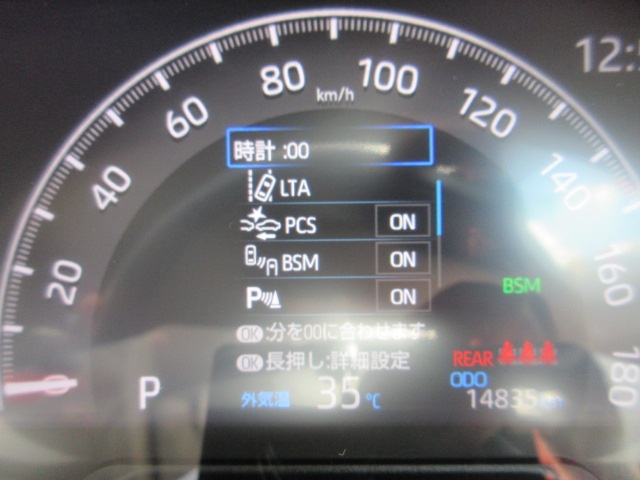 80
100
km/h
60
120
時計 :00
LTA
40
140
PCS ON
BSM ON
20
160
P ON
BSM
OK :分を00に合わせます
OK 長押し:詳細設定
REAR
ODO
180
P
外気温 35 ℃
14835